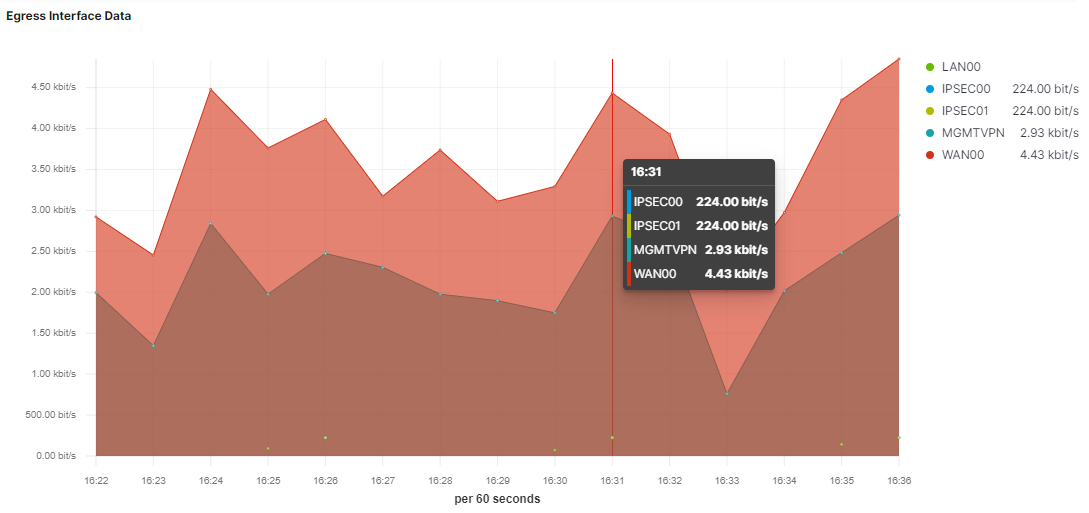 Egress Interface Data
4.50 kbit/s
4.00 kbit/s
3.50 kbit/s
3.00 kbit/s
2.50 kbit/s
2.00 kbit/s
1.50 kbit/s
1.00 kbit/s
500.00 bit/s
0.00 bit/s
16:22 16:23 16:24 16:25 16:26 16:27 16:28 16:29 16:30 16:31 16:32 16:33 16:34 16:35 16:36
per 60 seconds
16:31
IPSEC00 224.00 bit/s
IPSEC01 224.00 bit/s
MGMTVPN 2.93 kbit/s
WAN00 4.43 kbit/s
LAN00
IPSEC00 224.00 bit/s
IPSEC01 224.00 bit/s
MGMTVPN 2.93 kbit/s
WAN00 4.43 kbit/s